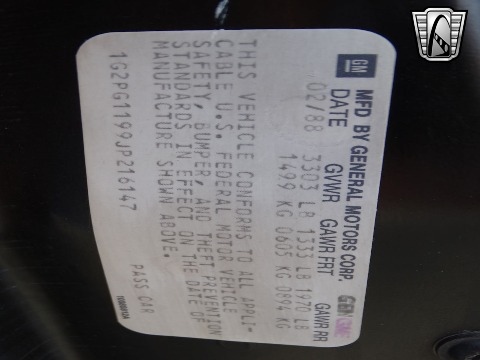 GM
MFD BY GENERAL MOTORS CORP.
DATE GVWR GAWR FRT GAWR RR
02/88 3303 LB 1333 LB 1970 LB
1499 KG 0605 KG 0894 KG
THIS VEHICLE CONFORMS TO ALL APPLI-
CABLE U.S. FEDERAL MOTOR VEHICLE
SAFETY, BUMPER, AND THEFT PREVENTION
STANDARDS IN EFFECT ON THE DATE OF
MANUFACTURE SHOWN ABOVE.
1G2PG1199JP216147 PASS-CAR